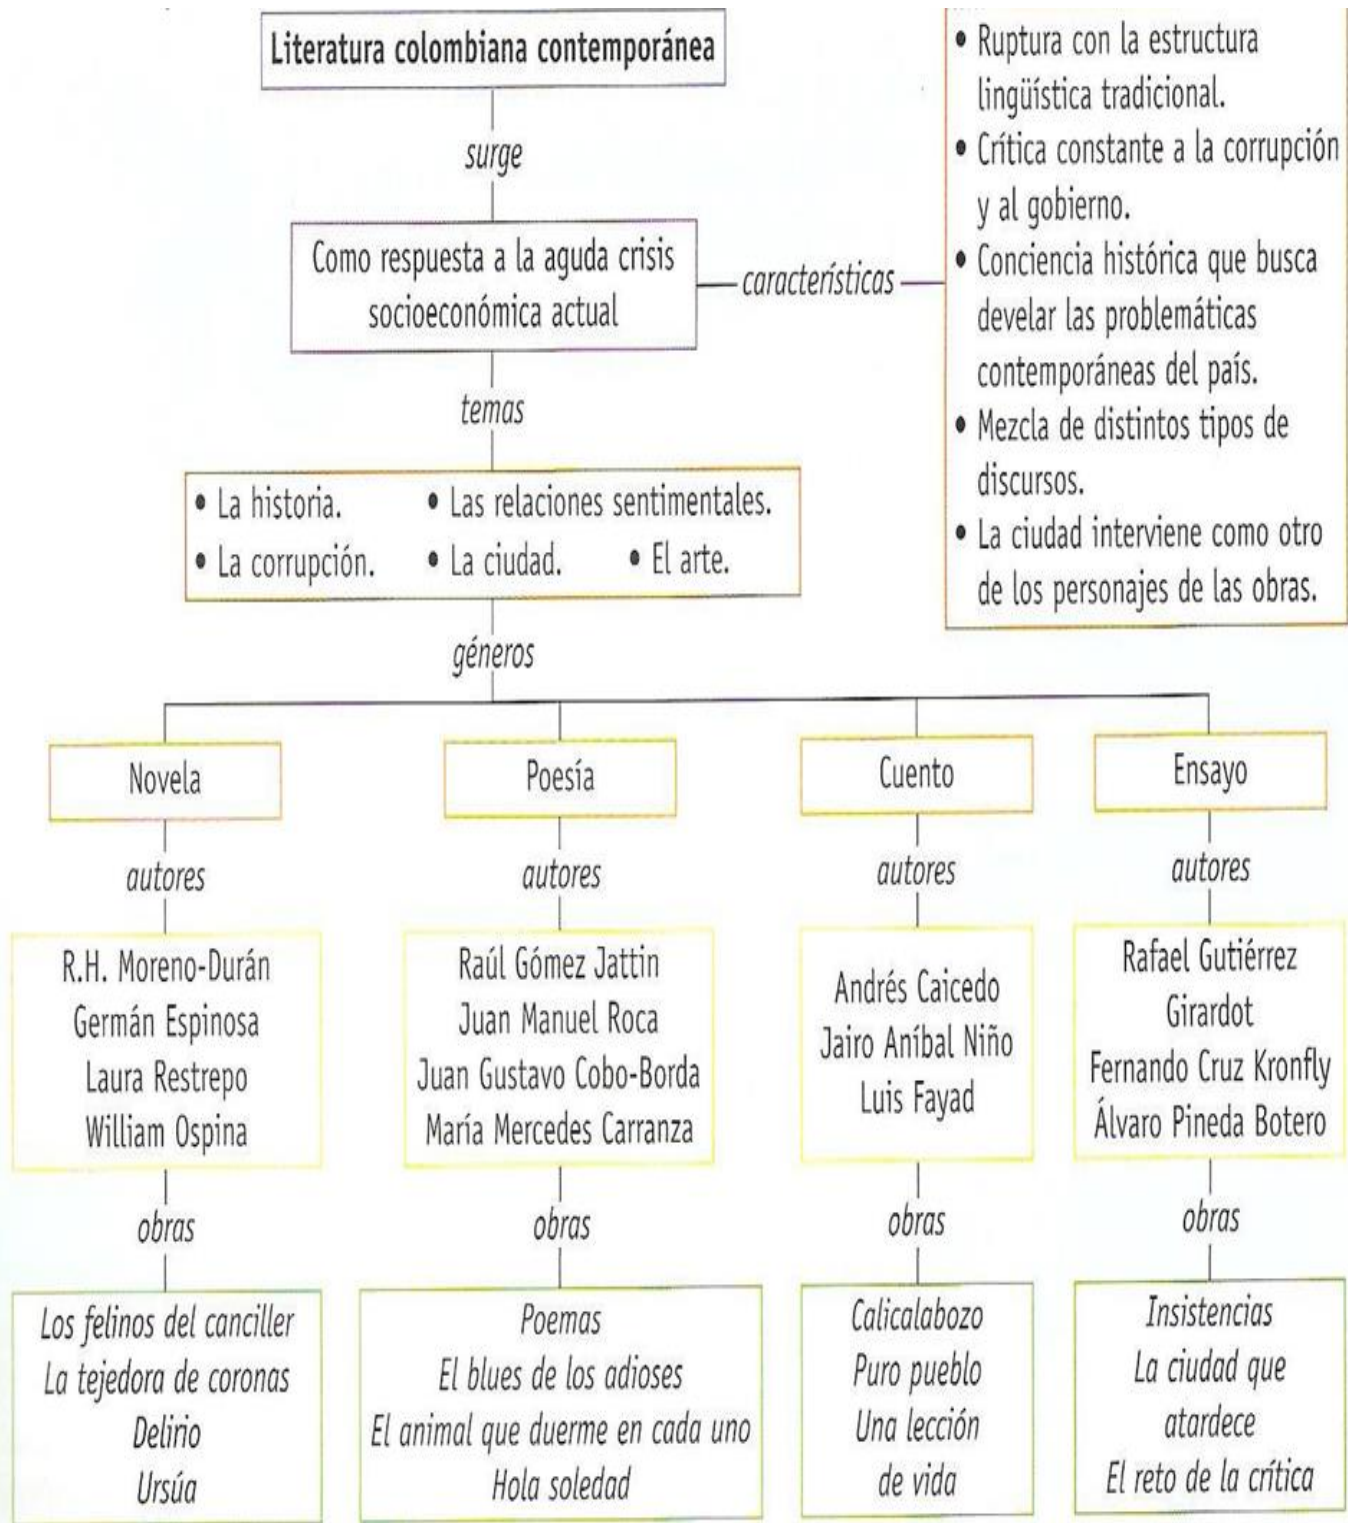 Literatura colombiana contemporánea
surge
Como respuesta a la aguda crisis
socioeconómica actual
características
• Ruptura con la estructura
lingüística tradicional.
• Crítica constante a la corrupción
y al gobierno.
• Conciencia histórica que busca
develar las problemáticas
contemporáneas del país.
• Mezcla de distintos tipos de
discursos.
• La ciudad interviene como otro
de los personajes de las obras.
temas
• La historia. • Las relaciones sentimentales.
• La corrupción. • La ciudad. • El arte.
géneros
Novela
autores
R.H. Moreno-Durán
Germán Espinosa
Laura Restrepo
William Ospina
obras
Los felinos del canciller
La tejedora de coronas
Delirio
Ursúa
Poesía
autores
Raúl Gómez Jattin
Juan Manuel Roca
Juan Gustavo Cobo-Borda
María Mercedes Carranza
obras
Poemas
El blues de los adioses
El animal que duerme en cada uno
Hola soledad
Cuento
autores
Andrés Caicedo
Jairo Aníbal Niño
Luis Fayad
obras
Calicalabozo
Puro pueblo
Una lección
de vida
Ensayo
autores
Rafael Gutiérrez
Girardot
Fernando Cruz Kronfly
Álvaro Pineda Botero
obras
Insistencias
La ciudad que
atardece
El reto de la crítica